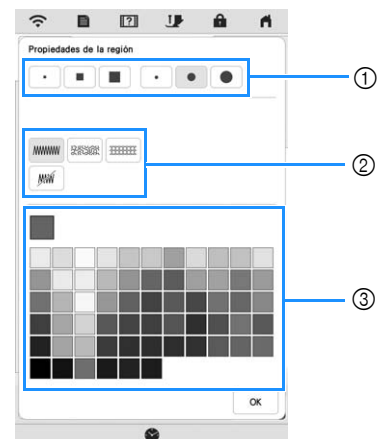 Propiedades de la región
①
②
③
OK